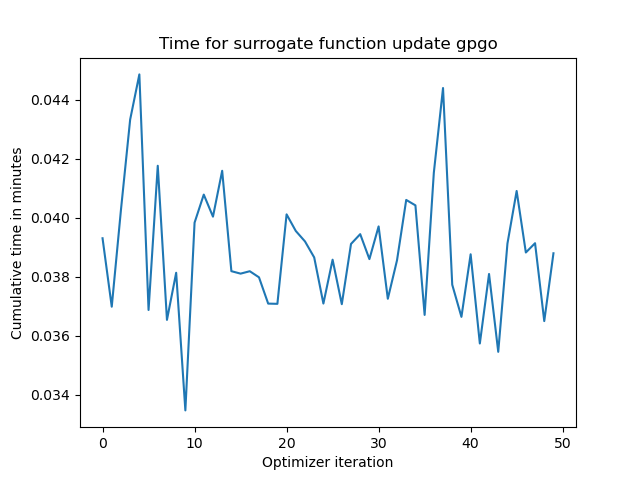 Time for surrogate function update gpgo
0.044
0.042
0.040
0.038
0.036
0.034
Cumulative time in minutes
0 10 20 30 40 50
Optimizer iteration